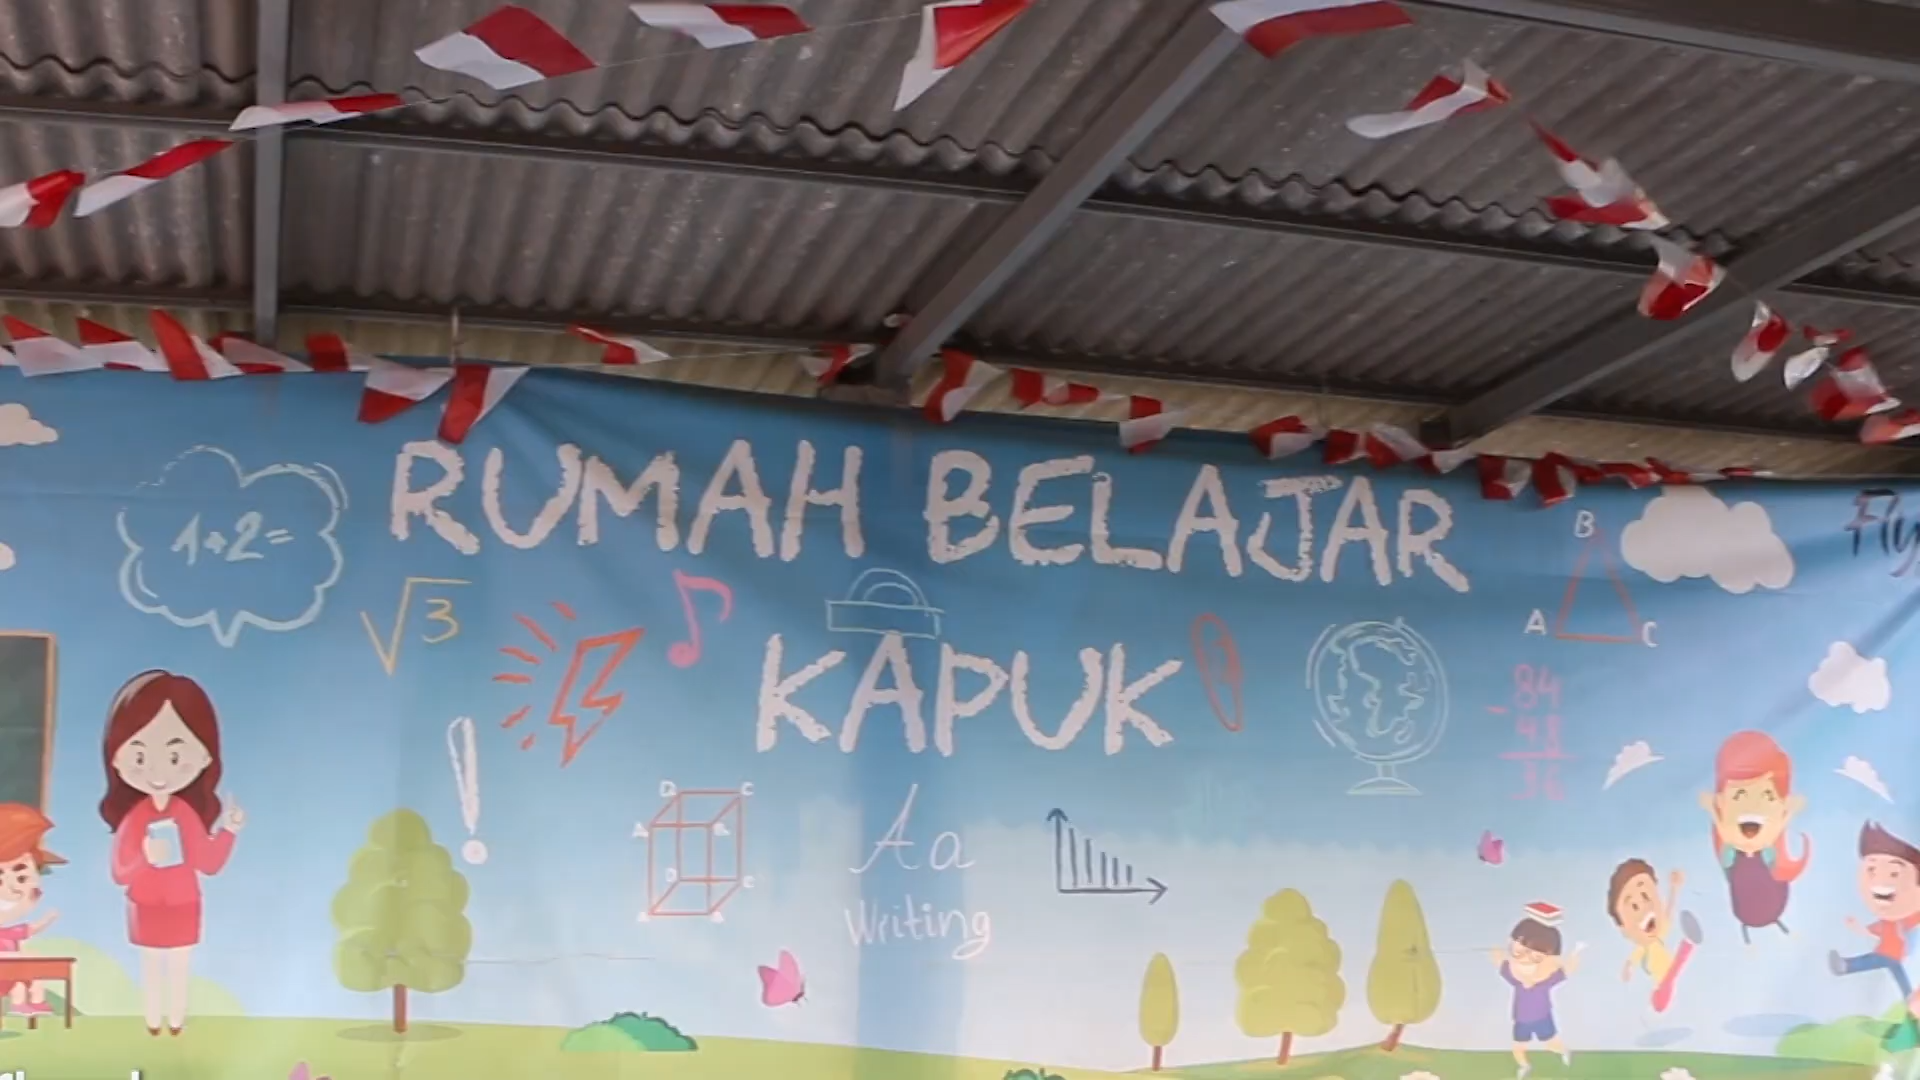 RUMAH BELAJAR
KAPUK
1+2=
√3
B
A C
84
- 48
36
D C
A
D C
A A
Aa
Writing